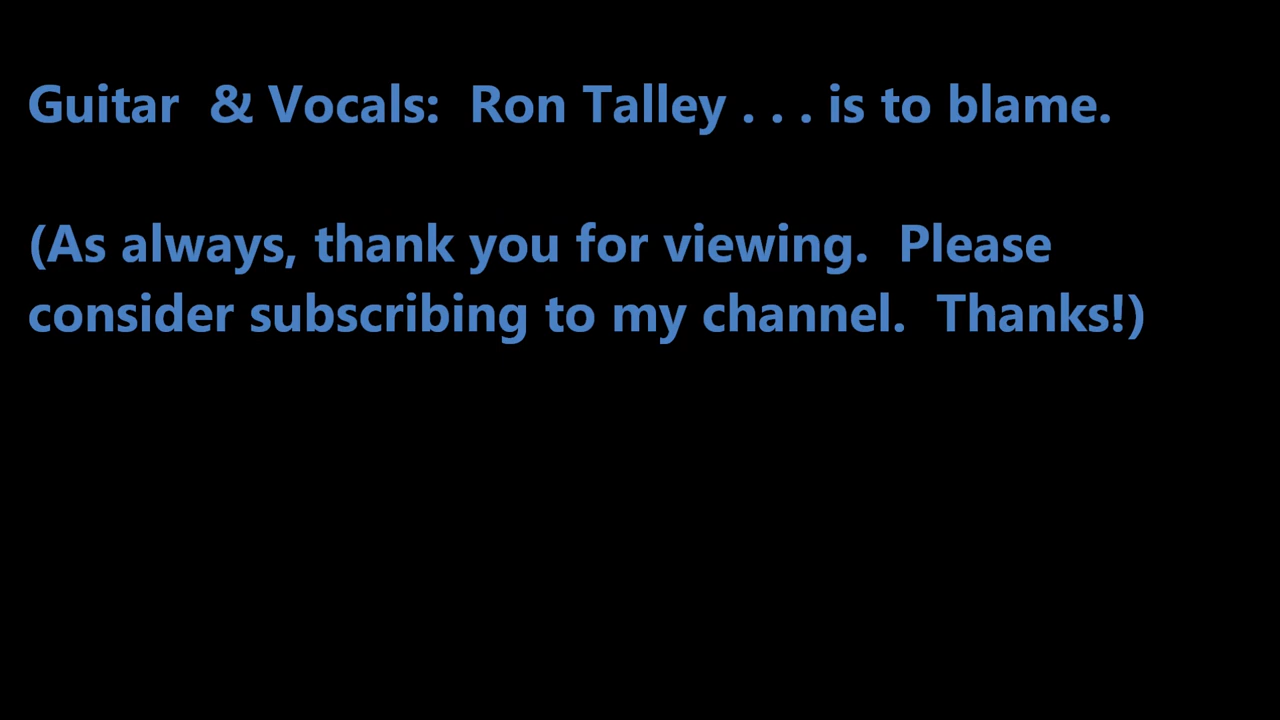 Guitar  & Vocals:  Ron Talley . . . is to blame.
(As always, thank you for viewing.  Please
consider subscribing to my channel.  Thanks!)